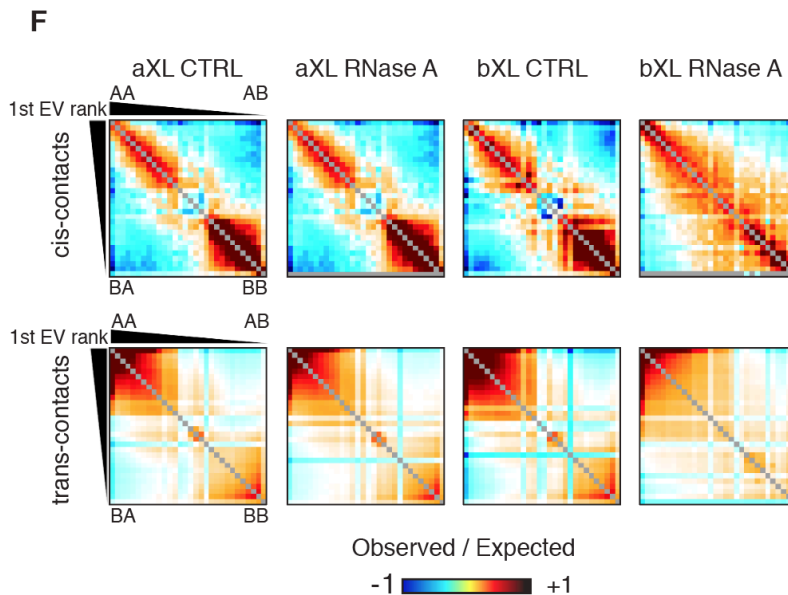 F
aXL CTRL aXL RNase A bXL CTRL bXL RNase A
AA AB
1st EV rank
cis-contacts
BA BB
AA AB
1st EV rank
trans-contacts
BA BB
Observed / Expected
-1 +1